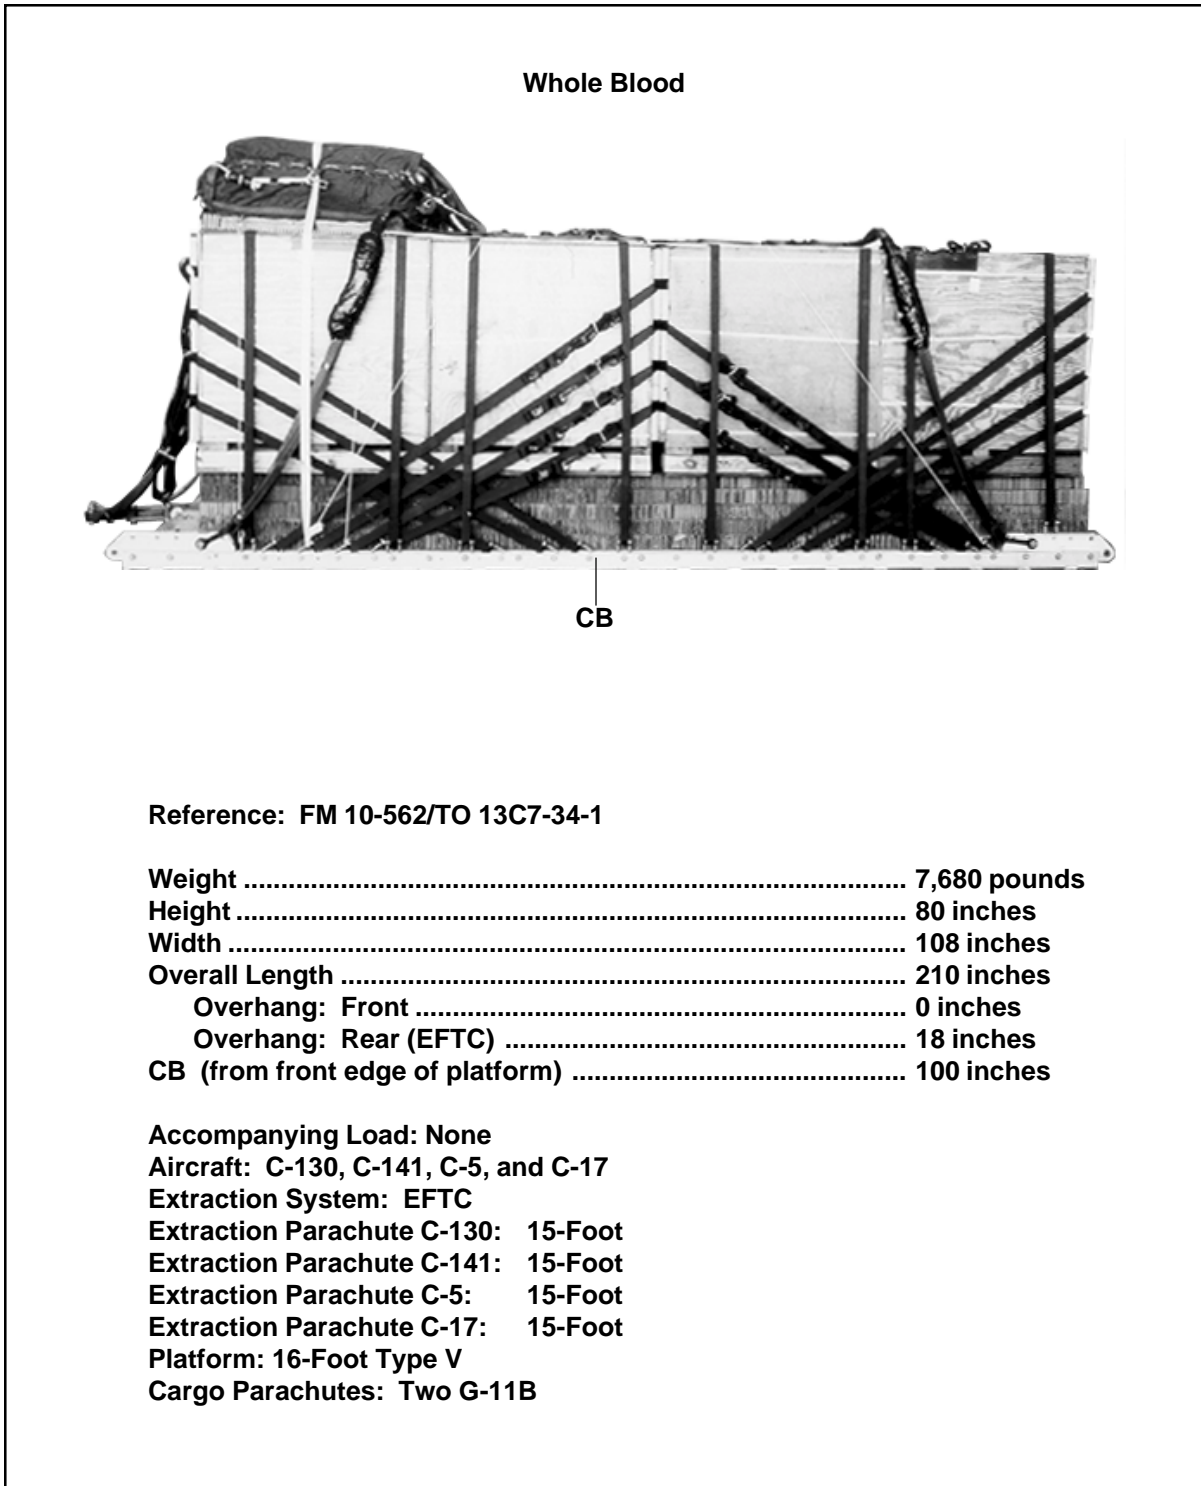 Whole Blood
CB
Reference: FM 10-562/TO 13C7-34-1
Weight ......................................................................................... 7,680 pounds
Height .......................................................................................... 80 inches
Width ........................................................................................... 108 inches
Overall Length ............................................................................ 210 inches
Overhang: Front .................................................................. 0 inches
Overhang: Rear (EFTC) ...................................................... 18 inches
CB (from front edge of platform) ............................................. 100 inches
Accompanying Load: None
Aircraft: C-130, C-141, C-5, and C-17
Extraction System: EFTC
Extraction Parachute C-130: 15-Foot
Extraction Parachute C-141: 15-Foot
Extraction Parachute C-5: 15-Foot
Extraction Parachute C-17: 15-Foot
Platform: 16-Foot Type V
Cargo Parachutes: Two G-11B